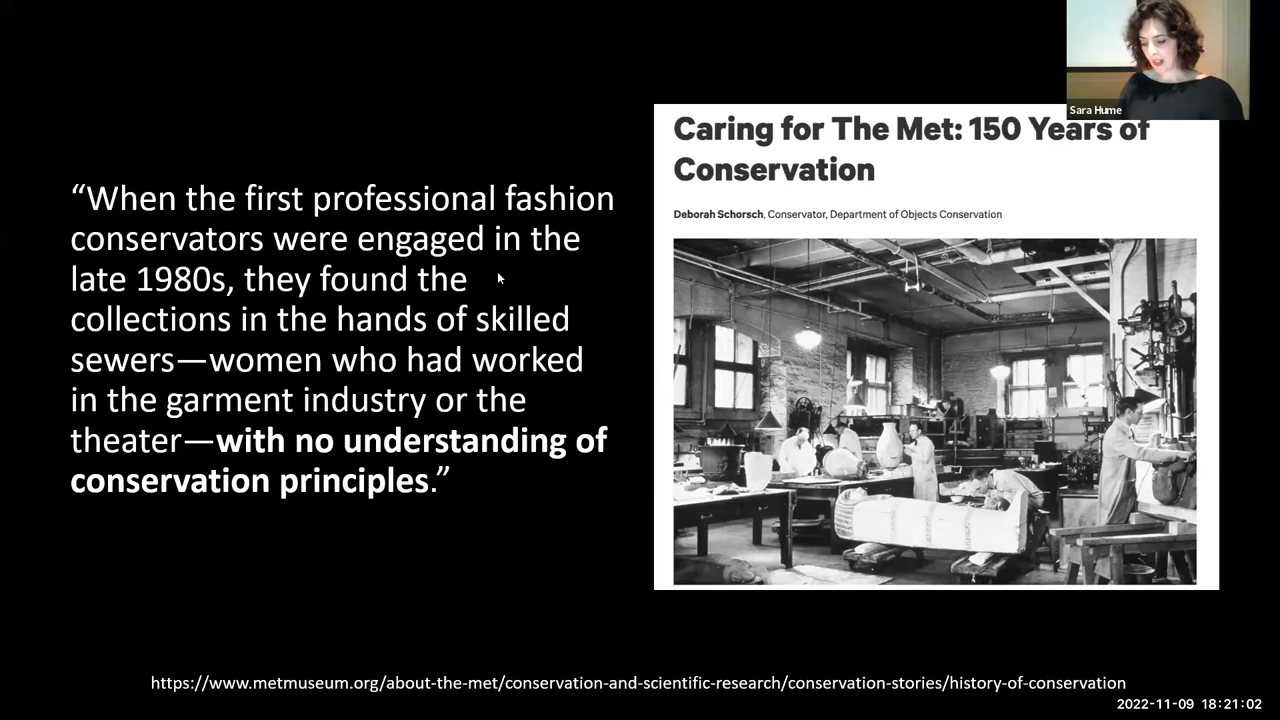 Sara Hume
Caring for The Met: 150 Years of
Conservation
Deborah Schorsch, Conservator, Department of Objects Conservation
“When the first professional fashion
conservators were engaged in the
late 1980s, they found the
collections in the hands of skilled
sewers—women who had worked
in the garment industry or the
theater—with no understanding of
conservation principles.”
https://www.metmuseum.org/about-the-met/conservation-and-scientific-research/conservation-stories/history-of-conservation
2022-11-09 18:21:02